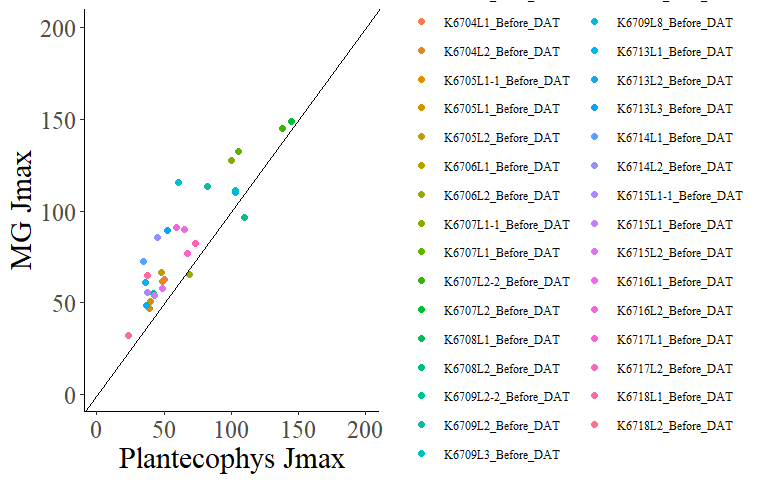 200
150
100
50
0
MG Jmax
0 50 100 150 200
Plantecophys Jmax
K6704L1_Before_DAT
K6704L2_Before_DAT
K6705L1-1_Before_DAT
K6705L1_Before_DAT
K6705L2_Before_DAT
K6706L1_Before_DAT
K6706L2_Before_DAT
K6707L1-1_Before_DAT
K6707L1_Before_DAT
K6707L2-2_Before_DAT
K6707L2_Before_DAT
K6708L1_Before_DAT
K6708L2_Before_DAT
K6709L2-2_Before_DAT
K6709L2_Before_DAT
K6709L3_Before_DAT
K6709L8_Before_DAT
K6713L1_Before_DAT
K6713L2_Before_DAT
K6713L3_Before_DAT
K6714L1_Before_DAT
K6714L2_Before_DAT
K6715L1-1_Before_DAT
K6715L1_Before_DAT
K6715L2_Before_DAT
K6716L1_Before_DAT
K6716L2_Before_DAT
K6717L1_Before_DAT
K6717L2_Before_DAT
K6718L1_Before_DAT
K6718L2_Before_DAT